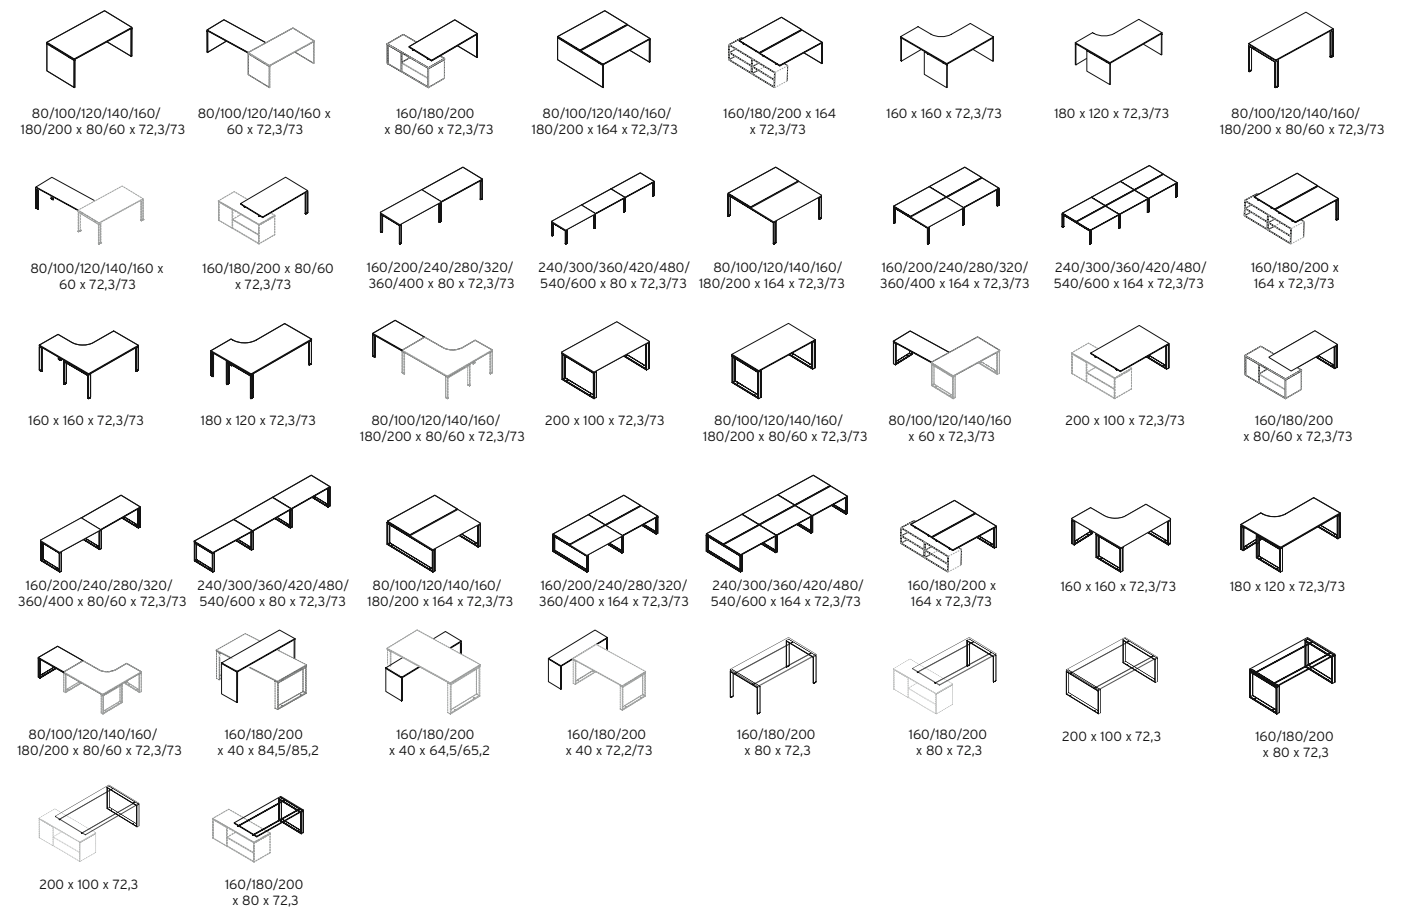 80/100/120/140/160/
180/200 x 80/60 x 72,3/73
80/100/120/140/160 x
60 x 72,3/73
160/180/200
x 80/60 x 72,3/73
80/100/120/140/160/
180/200 x 164 x 72,3/73
160/180/200 x 164
x 72,3/73
160 x 160 x 72,3/73
180 x 120 x 72,3/73
80/100/120/140/160/
180/200 x 80/60 x 72,3/73
80/100/120/140/160 x
60 x 72,3/73
160/180/200 x 80/60
x 72,3/73
160/200/240/280/320/
360/400 x 80 x 72,3/73
240/300/360/420/480/
540/600 x 80 x 72,3/73
80/100/120/140/160/
180/200 x 164 x 72,3/73
160/200/240/280/320/
360/400 x 164 x 72,3/73
240/300/360/420/480/
540/600 x 164 x 72,3/73
160/180/200 x
164 x 72,3/73
160 x 160 x 72,3/73
180 x 120 x 72,3/73
80/100/120/140/160/
180/200 x 80/60 x 72,3/73
200 x 100 x 72,3/73
80/100/120/140/160/
180/200 x 80/60 x 72,3/73
80/100/120/140/160
x 60 x 72,3/73
200 x 100 x 72,3/73
160/180/200
x 80/60 x 72,3/73
160/200/240/280/320/
360/400 x 80/60 x 72,3/73
240/300/360/420/480/
540/600 x 80 x 72,3/73
80/100/120/140/160/
180/200 x 164 x 72,3/73
160/200/240/280/320/
360/400 x 164 x 72,3/73
240/300/360/420/480/
540/600 x 164 x 72,3/73
160/180/200 x
164 x 72,3/73
160 x 160 x 72,3/73
180 x 120 x 72,3/73
80/100/120/140/160/
180/200 x 80/60 x 72,3/73
160/180/200
x 40 x 84,5/85,2
160/180/200
x 40 x 64,5/65,2
160/180/200
x 40 x 72,2/73
160/180/200
x 80 x 72,3
160/180/200
x 80 x 72,3
200 x 100 x 72,3
160/180/200
x 80 x 72,3
200 x 100 x 72,3
160/180/200
x 80 x 72,3